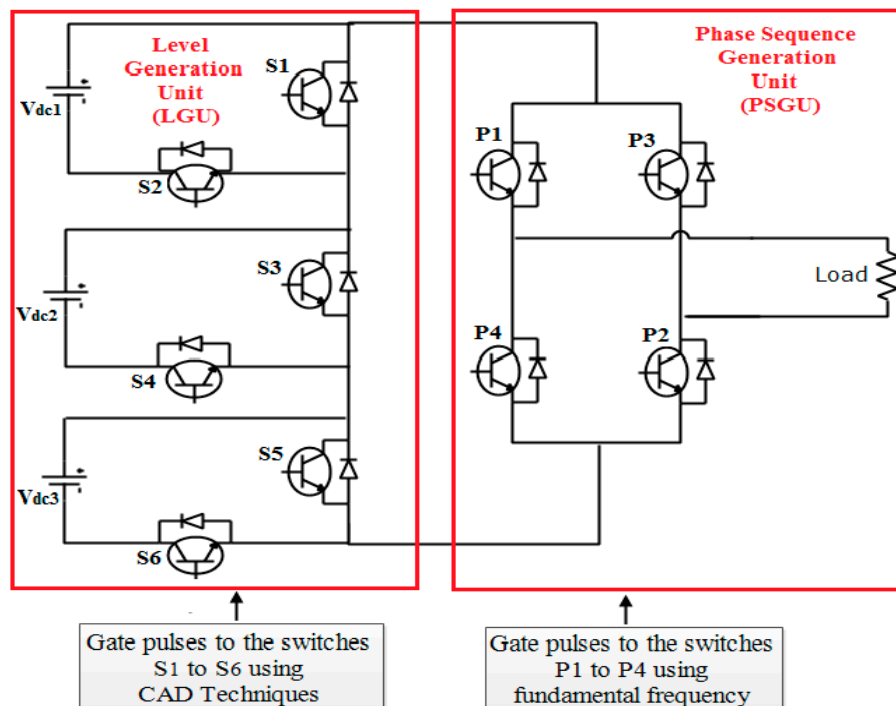 Level
Generation
Unit
(LGU)
S1
Vdc1
S2
S3
Vdc2
S4
S5
Vdc3
S6
Phase Sequence
Generation
Unit
(PSGU)
P1
P3
Load
P4
P2
Gate pulses to the switches
S1 to S6 using
CAD Techniques
Gate pulses to the switches
P1 to P4 using
fundamental frequency